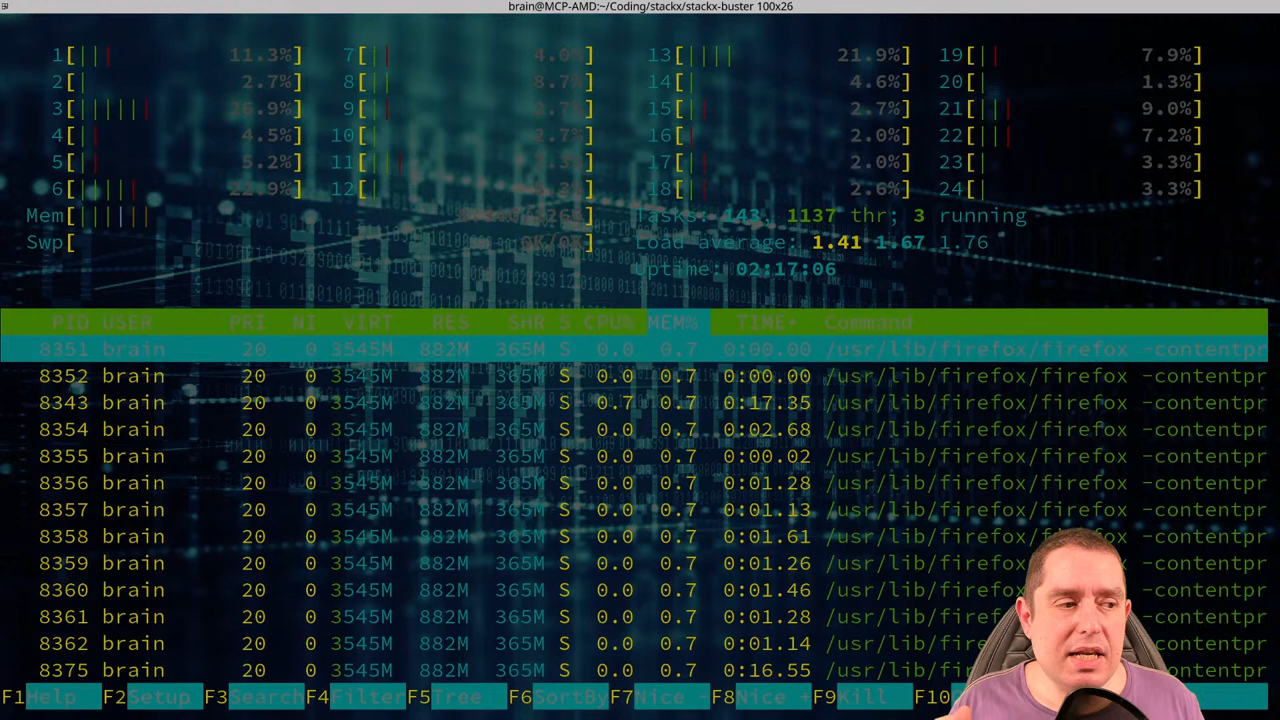 brain@MCP-AMD:~/Coding/stackx/stackx-buster 100x26
1[||| 11.3%] 7[|| 4.0%] 13[|||| 21.9%] 19[|| 7.9%]
2[| 2.7%] 8[|| 8.7%] 14[| 4.6%] 20[| 1.3%]
3[|||||| 26.9%] 9[|| 2.7%] 15[|| 2.7%] 21[||| 9.0%]
4[|| 4.5%] 10[| 2.7%] 16[| 2.0%] 22[||| 7.2%]
5[|| 5.2%] 11[||| ] 17[|| 2.0%] 23[| 3.3%]
6[||||| 22.9%] 12[| ] 18[|| 2.6%] 24[| 3.3%]
Mem[|||||| ] Tasks: 143, 1137 thr; 3 running
Swp[ 0K/0K] Load average: 1.41 1.67 1.76
Uptime: 02:17:06
PID USER PRI NI VIRT RES SHR S CPU% MEM% TIME+ Command
8351 brain 20 0 3545M 882M 365M S 0.0 0.7 0:00.00 /usr/lib/firefox/firefox -contentpr
8352 brain 20 0 3545M 882M 365M S 0.0 0.7 0:00.00 /usr/lib/firefox/firefox -contentpr
8343 brain 20 0 3545M 882M 365M S 0.7 0.7 0:17.35 /usr/lib/firefox/firefox -contentpr
8354 brain 20 0 3545M 882M 365M S 0.0 0.7 0:02.68 /usr/lib/firefox/firefox -contentpr
8355 brain 20 0 3545M 882M 365M S 0.0 0.7 0:00.02 /usr/lib/firefox/firefox -contentpr
8356 brain 20 0 3545M 882M 365M S 0.0 0.7 0:01.28 /usr/lib/firefox/firefox -contentpr
8357 brain 20 0 3545M 882M 365M S 0.0 0.7 0:01.13 /usr/lib/firefox/firefox -contentpr
8358 brain 20 0 3545M 882M 365M S 0.0 0.7 0:01.61 /usr/lib/firefox/firefox -contentpr
8359 brain 20 0 3545M 882M 365M S 0.0 0.7 0:01.26 /usr/lib/firefox/firefox -contentpr
8360 brain 20 0 3545M 882M 365M S 0.0 0.7 0:01.46 /usr/lib/firefox/firefox -contentpr
8361 brain 20 0 3545M 882M 365M S 0.0 0.7 0:01.28 /usr/lib/firefox/firefo -contentpr
8362 brain 20 0 3545M 882M 365M S 0.0 0.7 0:01.14 /usr/lib/firefox/firef -contentpr
8375 brain 20 0 3545M 882M 365M S 0.0 0.7 0:16.55 /usr/lib/firefox/fi contentpr
F1Help F2Setup F3SearchF4FilterF5Tree F6SortByF7Nice -F8Nice +F9Kill F10